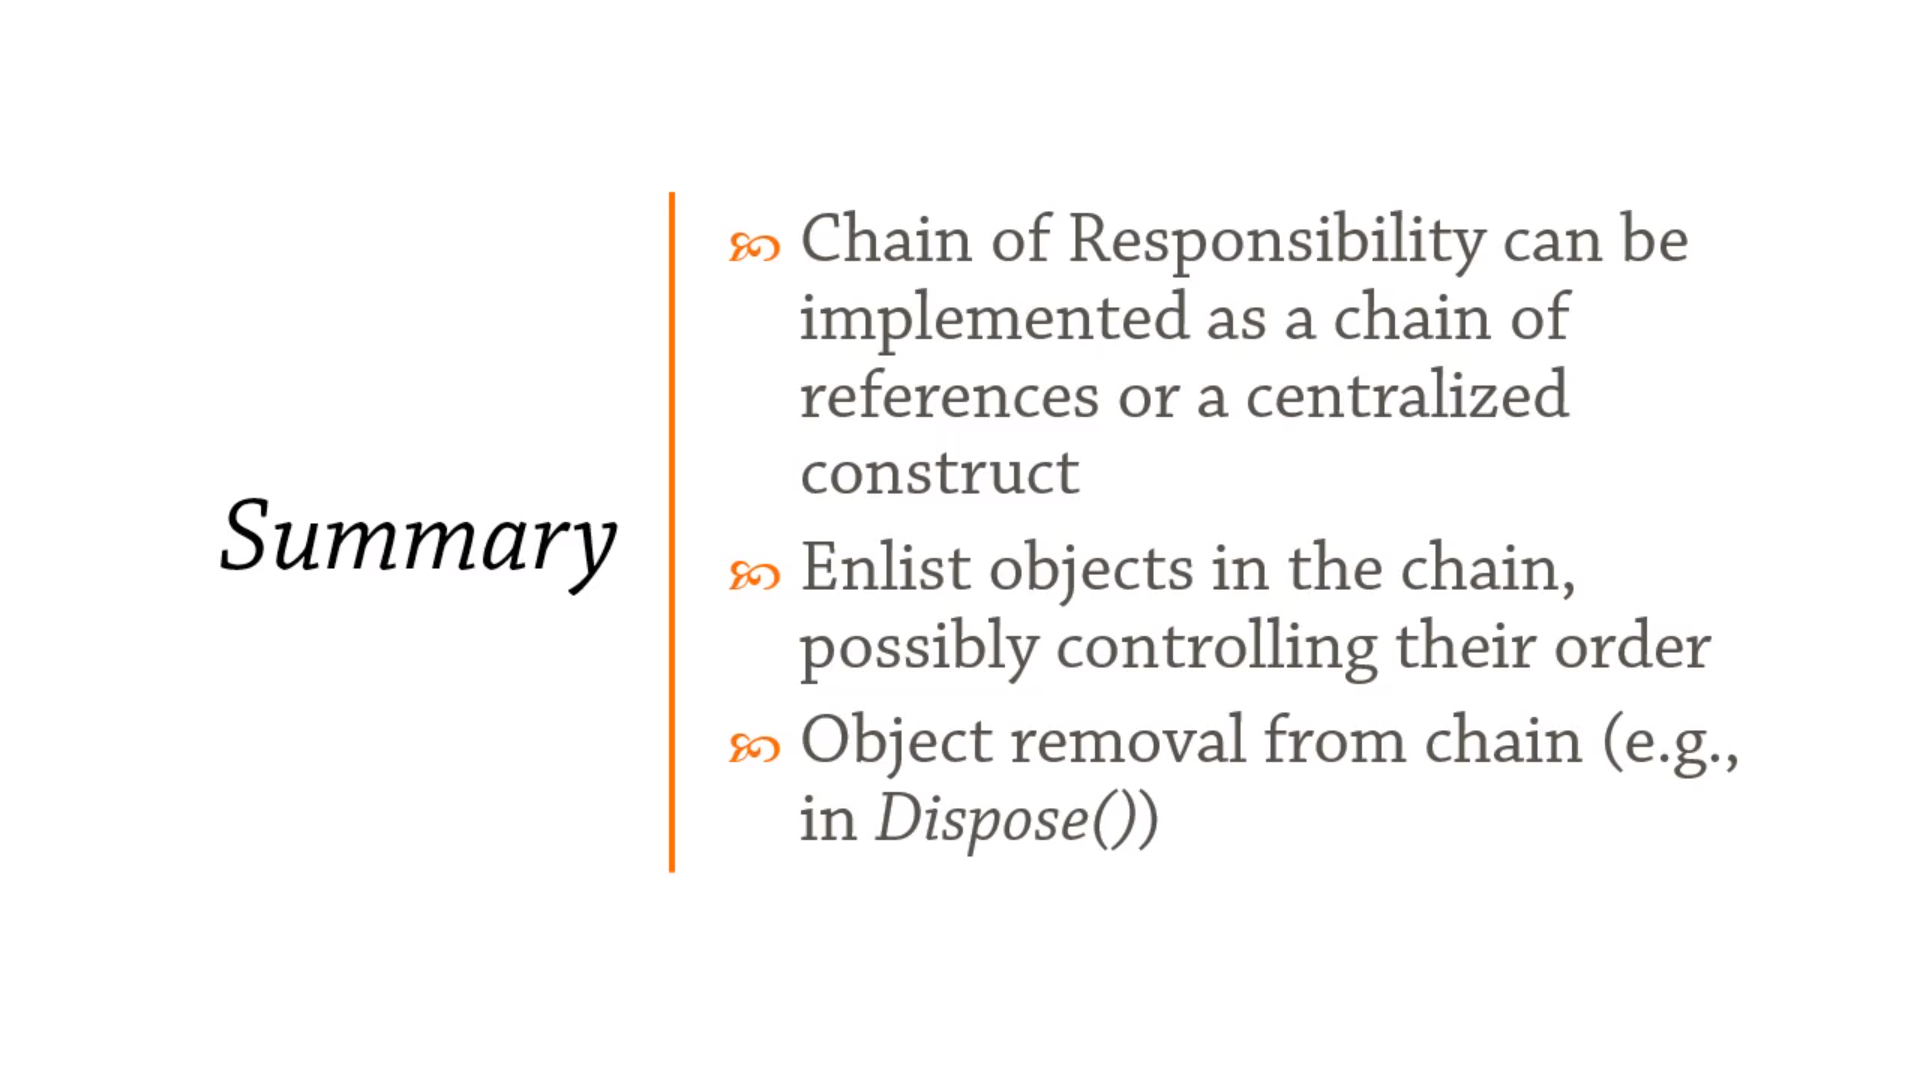 Summary
Chain of Responsibility can be
implemented as a chain of
references or a centralized
construct
Enlist objects in the chain,
possibly controlling their order
Object removal from chain (e.g.,
in Dispose())